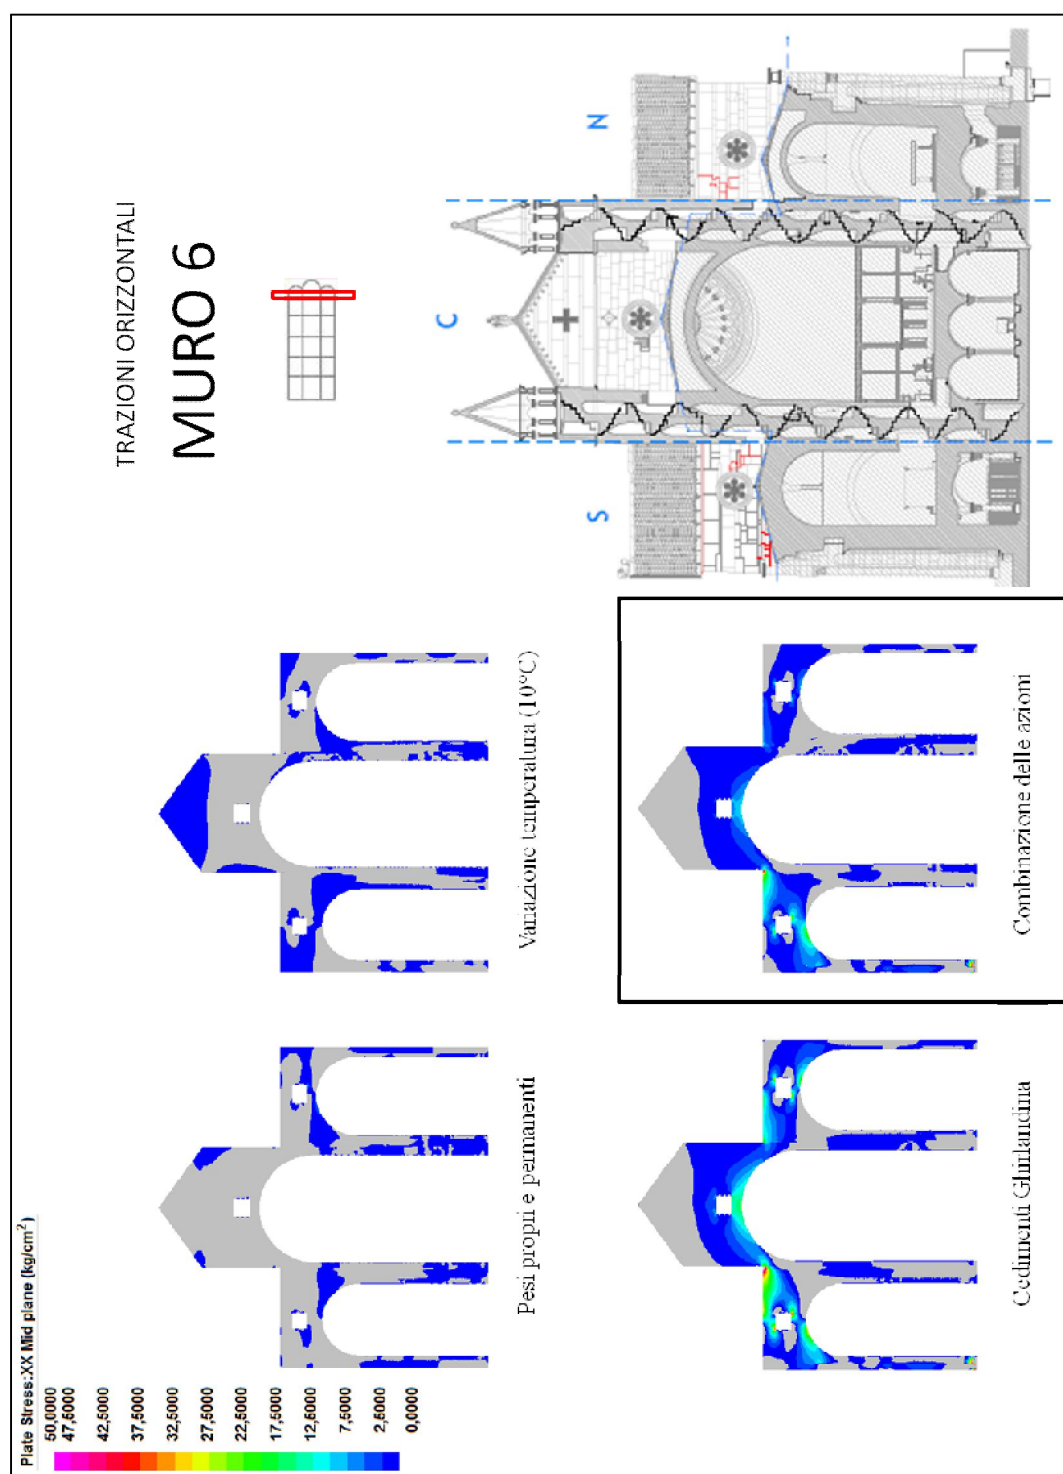 TRAZIONI ORIZZONTALI
MURO 6
S
C
N
Plate Stress:XX Mid plane (kg/cm²)
50,0000
47,5000
42,5000
37,5000
32,5000
27,5000
22,5000
17,5000
12,5000
7,5000
2,5000
0,0000
Pesi propri e permanenti
Variazione temperatura (10°C)
Cedimenti Ghirlandina
Combinazione delle azioni